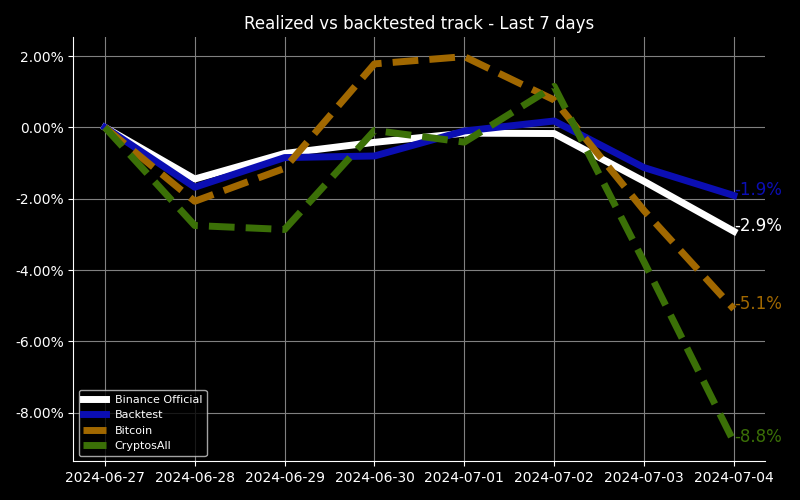 Realized vs backtested track - Last 7 days
2.00%
0.00%
-2.00%
-4.00%
-6.00%
-8.00%
-1.9%
-2.9%
-5.1%
-8.8%
Binance Official
Backtest
Bitcoin
CryptosAll
2024-06-27 2024-06-28 2024-06-29 2024-06-30 2024-07-01 2024-07-02 2024-07-03 2024-07-04